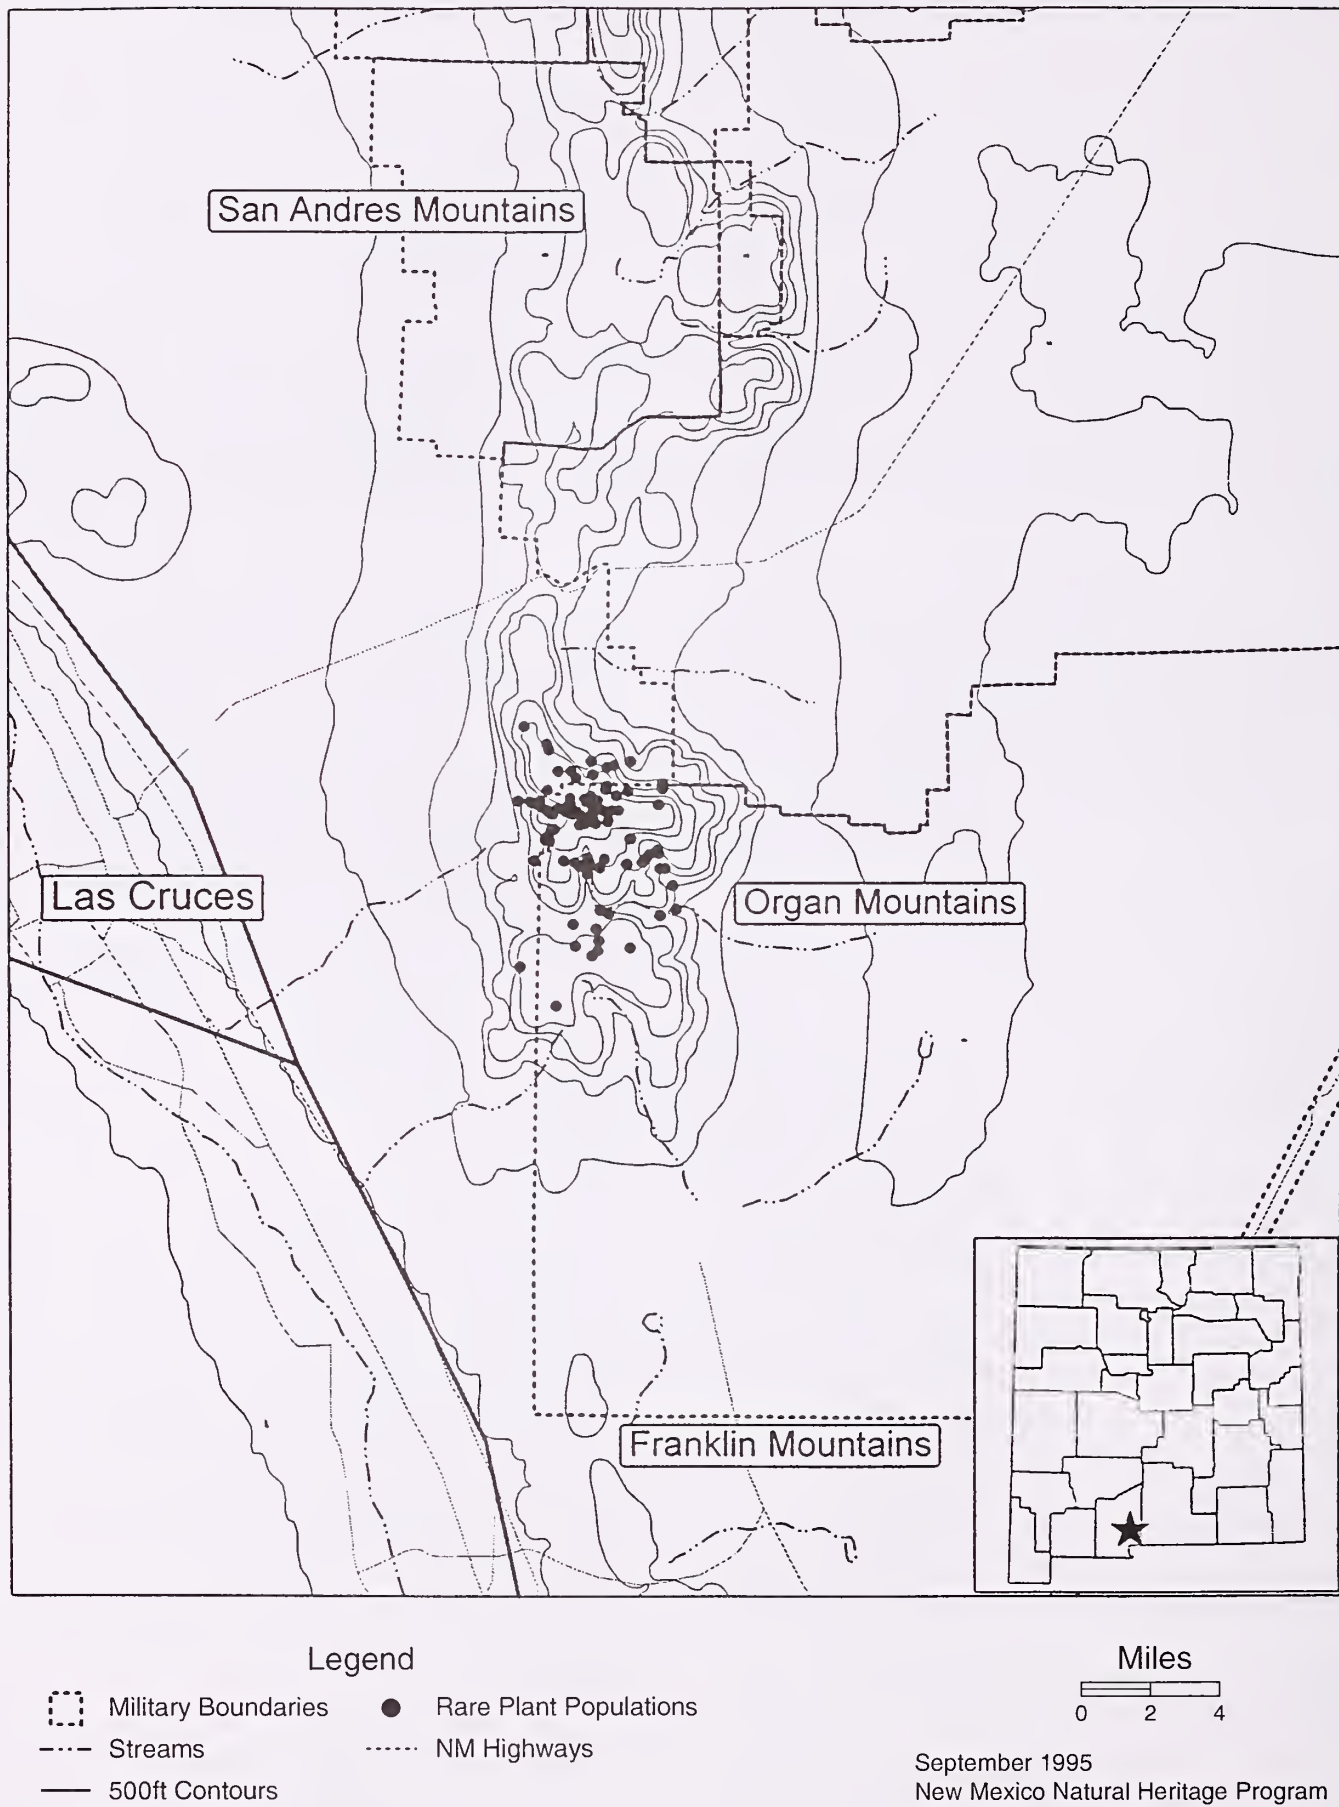 San Andres Mountains
Las Cruces
Organ Mountains
Franklin Mountains
Legend
Military Boundaries
Rare Plant Populations
Streams
NM Highways
500ft Contours
Miles
0 2 4
September 1995
New Mexico Natural Heritage Program